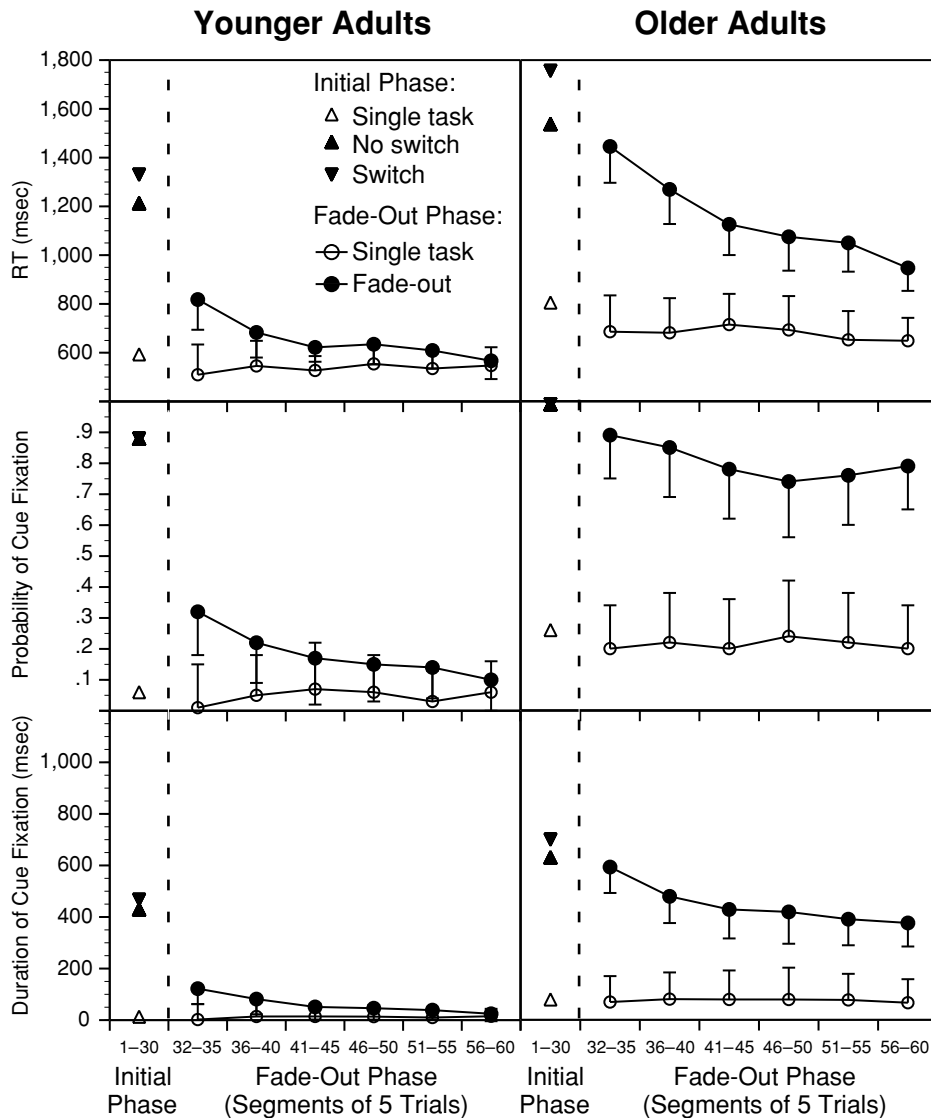 Younger Adults
Older Adults
1,800
1,600
1,400
1,200
1,000
800
600
RT (msec)
Initial Phase:
Single task
No switch
Switch
Fade-Out Phase:
Single task
Fade-out
.9
.8
.7
.6
.5
.4
.3
.2
.1
Probability of Cue Fixation
1,000
800
600
400
200
0
Duration of Cue Fixation (msec)
1–30 32–35 36–40 41–45 46–50 51–55 56–60
1–30 32–35 36–40 41–45 46–50 51–55 56–60
Initial
Phase
Fade-Out Phase
(Segments of 5 Trials)
Initial
Phase
Fade-Out Phase
(Segments of 5 Trials)